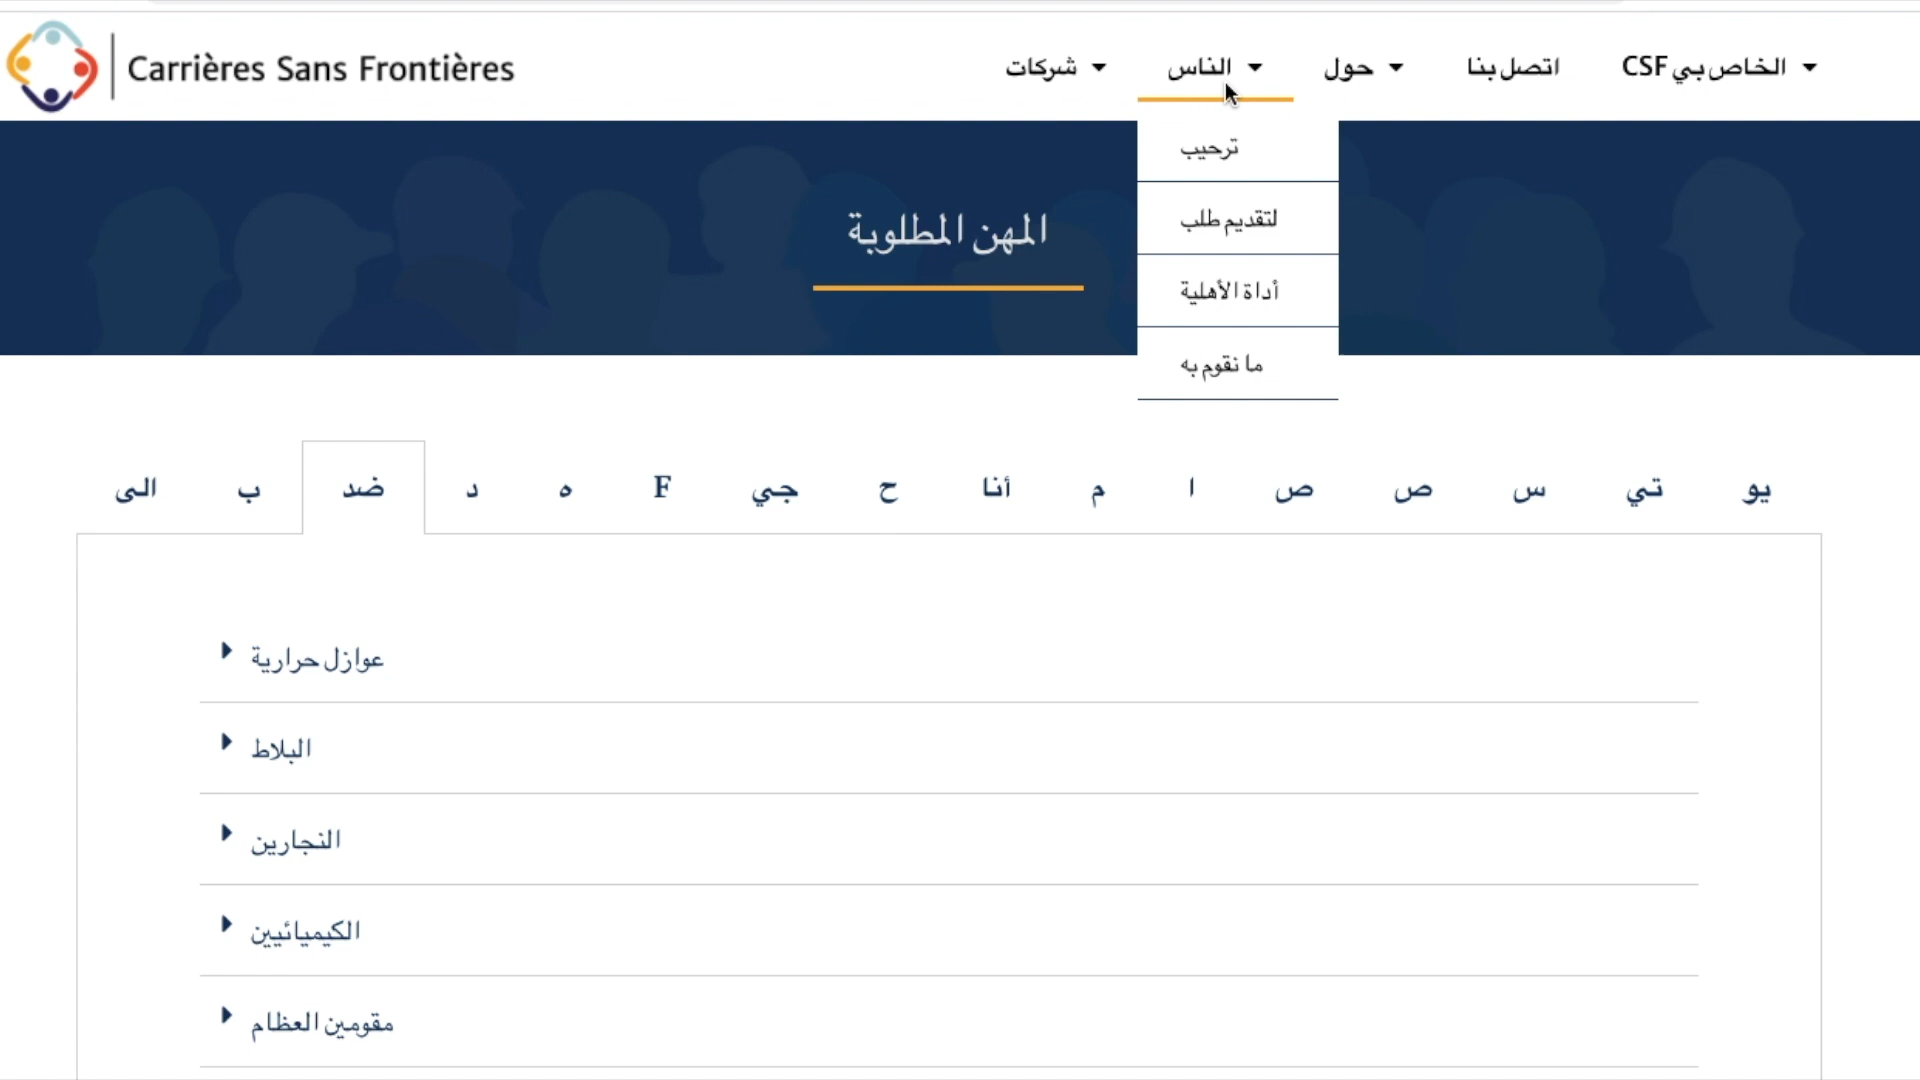 Carrières Sans Frontières
شركات
الناس
حول
اتصل بنا
الخاص بي CSF
ترحيب
لتقديم طلب
أداة الأهلية
ما نقوم به
المهن المطلوبة
الى
ب
ضد
د
ه
F
جي
ح
أنا
م
ا
ص
ص
س
تي
يو
عوازل حرارية
البلاط
النجارين
الكيميائيين
مقومين العظام